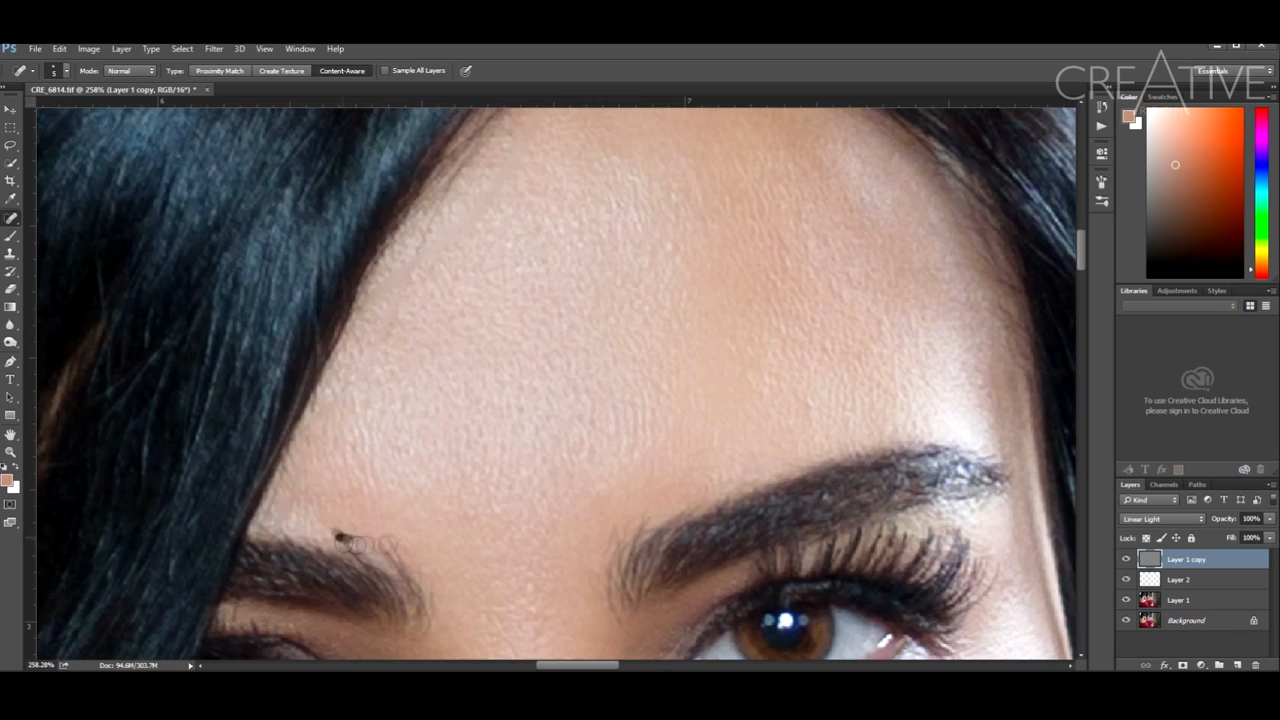 Ps File Edit Image Layer Type Select Filter 3D View Window Help
5 Mode: Normal Type: Proximity Match Create Texture Content-Aware Sample All Layers Essentials
CREATIVE
CRE_6814.tif @ 258% (Layer 1 copy, RGB/16*) * ×
6 7
Color Swatches
Libraries Adjustments Styles
To use Creative Cloud Libraries,
please sign in to Creative Cloud
Layers Channels Paths
Kind
Linear Light Opacity: 100%
Lock: Fill: 100%
Layer 1 copy
Layer 2
Layer 1
Background
3
258.28% Doc: 94.6M/303.7M